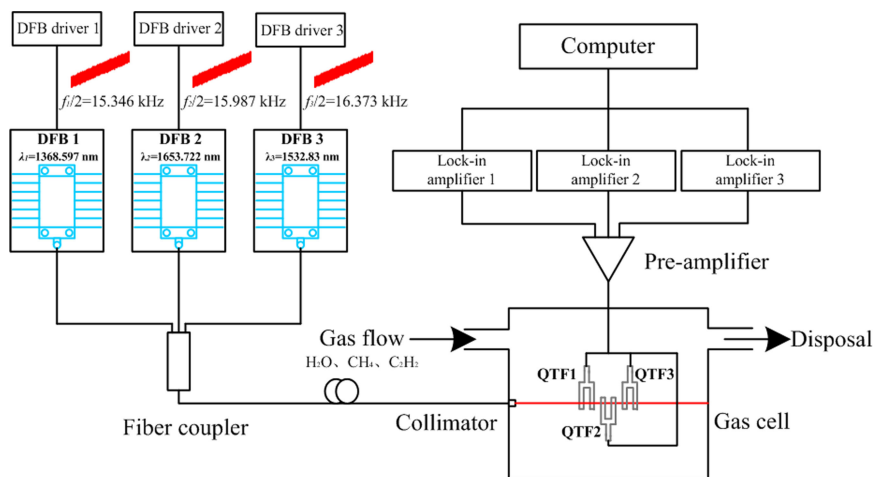 DFB driver 1
DFB driver 2
DFB driver 3
f₁/2=15.346 kHz
f₂/2=15.987 kHz
f₃/2=16.373 kHz
DFB 1
λ₁=1368.597 nm
DFB 2
λ₂=1653.722 nm
DFB 3
λ₃=1532.83 nm
Computer
Lock-in
amplifier 1
Lock-in
amplifier 2
Lock-in
amplifier 3
Pre-amplifier
Gas flow
H₂O、CH₄、C₂H₂
Disposal
QTF1
QTF3
QTF2
Fiber coupler
Collimator
Gas cell